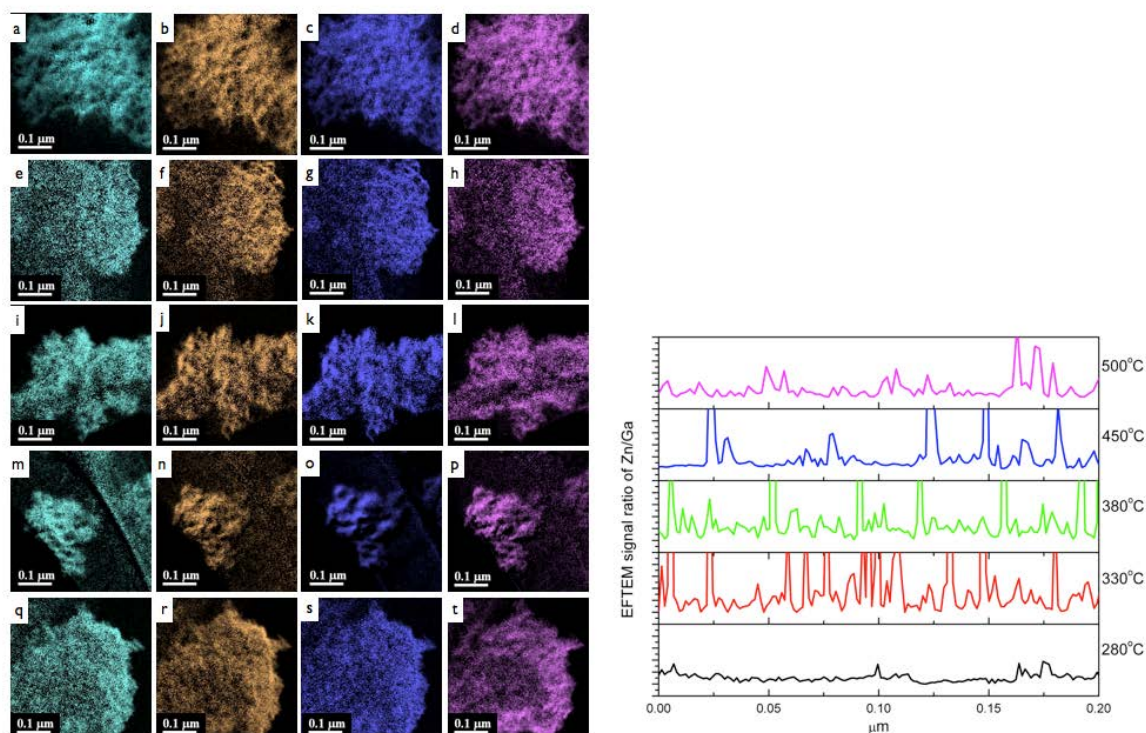 a b c d
0.1 μm 0.1 μm 0.1 μm 0.1 μm
e f g h
0.1 μm 0.1 μm 0.1 μm 0.1 μm
i j k l
0.1 μm 0.1 μm 0.1 μm 0.1 μm
m n o p
0.1 μm 0.1 μm 0.1 μm 0.1 μm
q r s t
0.1 μm 0.1 μm 0.1 μm 0.1 μm
EFTEM signal ratio of Zn/Ga
500°C
450°C
380°C
330°C
280°C
0.00 0.05 0.10 0.15 0.20
μm